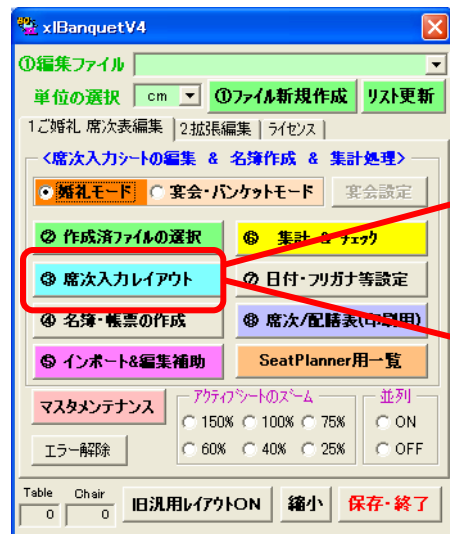 xlBanquetV4
①編集ファイル
単位の選択 cm ①ファイル新規作成 リスト更新
1ご婚礼 席次表編集 2拡張編集 ライセンス
<席次入力シートの編集 & 名簿作成 & 集計処理>
婚礼モード 宴会・バンケットモード 宴会設定
② 作成済ファイルの選択 ⑥ 集計 & チェック
③ 席次入力レイアウト ⑦ 日付・フリガナ等設定
④ 名簿・帳票の作成 ⑧ 席次/配膳表(印刷用)
⑤ インポート&編集補助 SeatPlanner用一覧
マスタメンテナンス アクティブシートのズーム 並列
150% 100% 75% ON
エラー解除 60% 40% 25% OFF
Table Chair
0 0 旧汎用レイアウトON 縮小 保存・終了